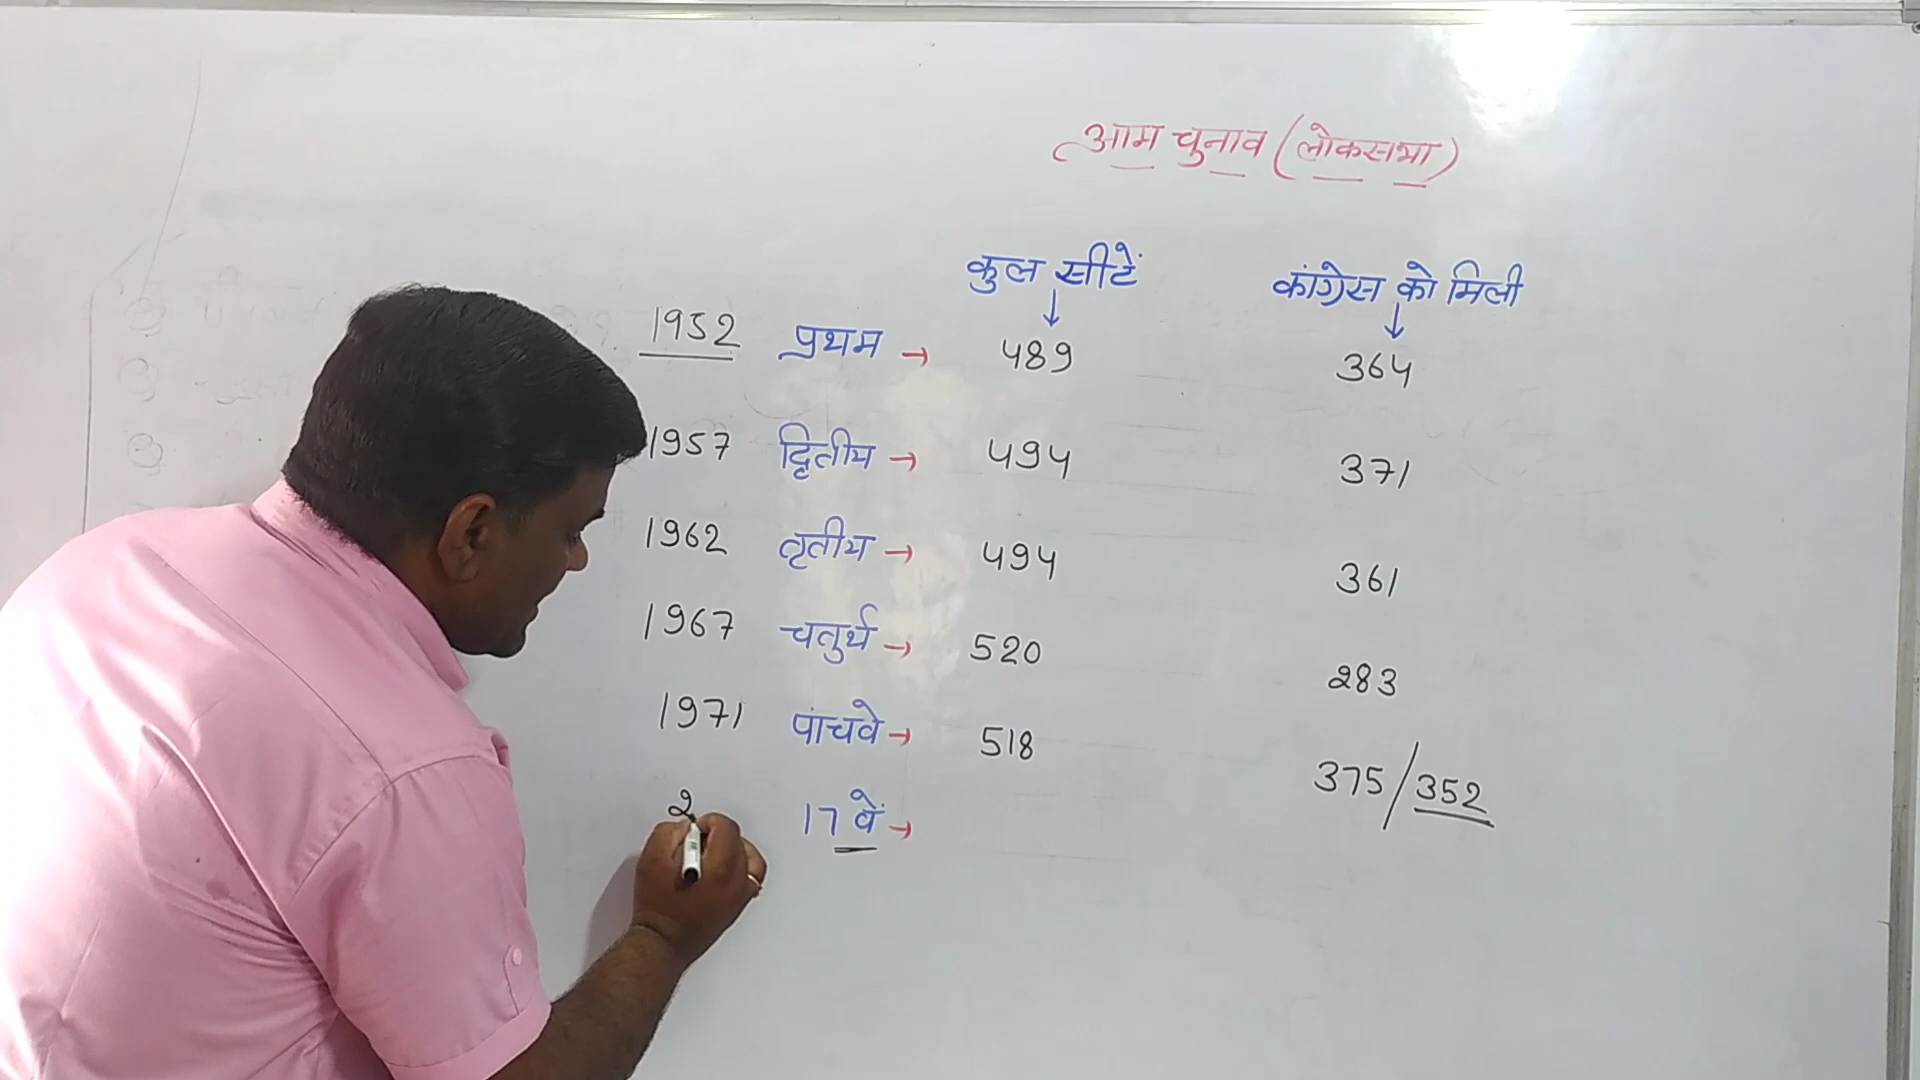 आम चुनाव (लोकसभा)
कुल सीटें कांग्रेस को मिली
↓ ↓
1952 प्रथम → 489 364
1957 द्वितीय → 494 371
1962 तृतीय → 494 361
1967 चतुर्थ → 520 283
1971 पांचवे → 518 375/352
2 17 वें →